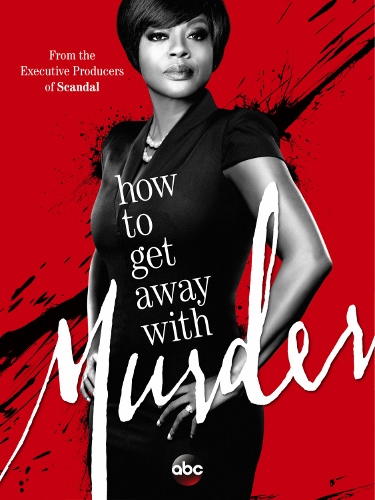 From the
Executive Producers
of Scandal
how
to
get
away
with
Murder
abc